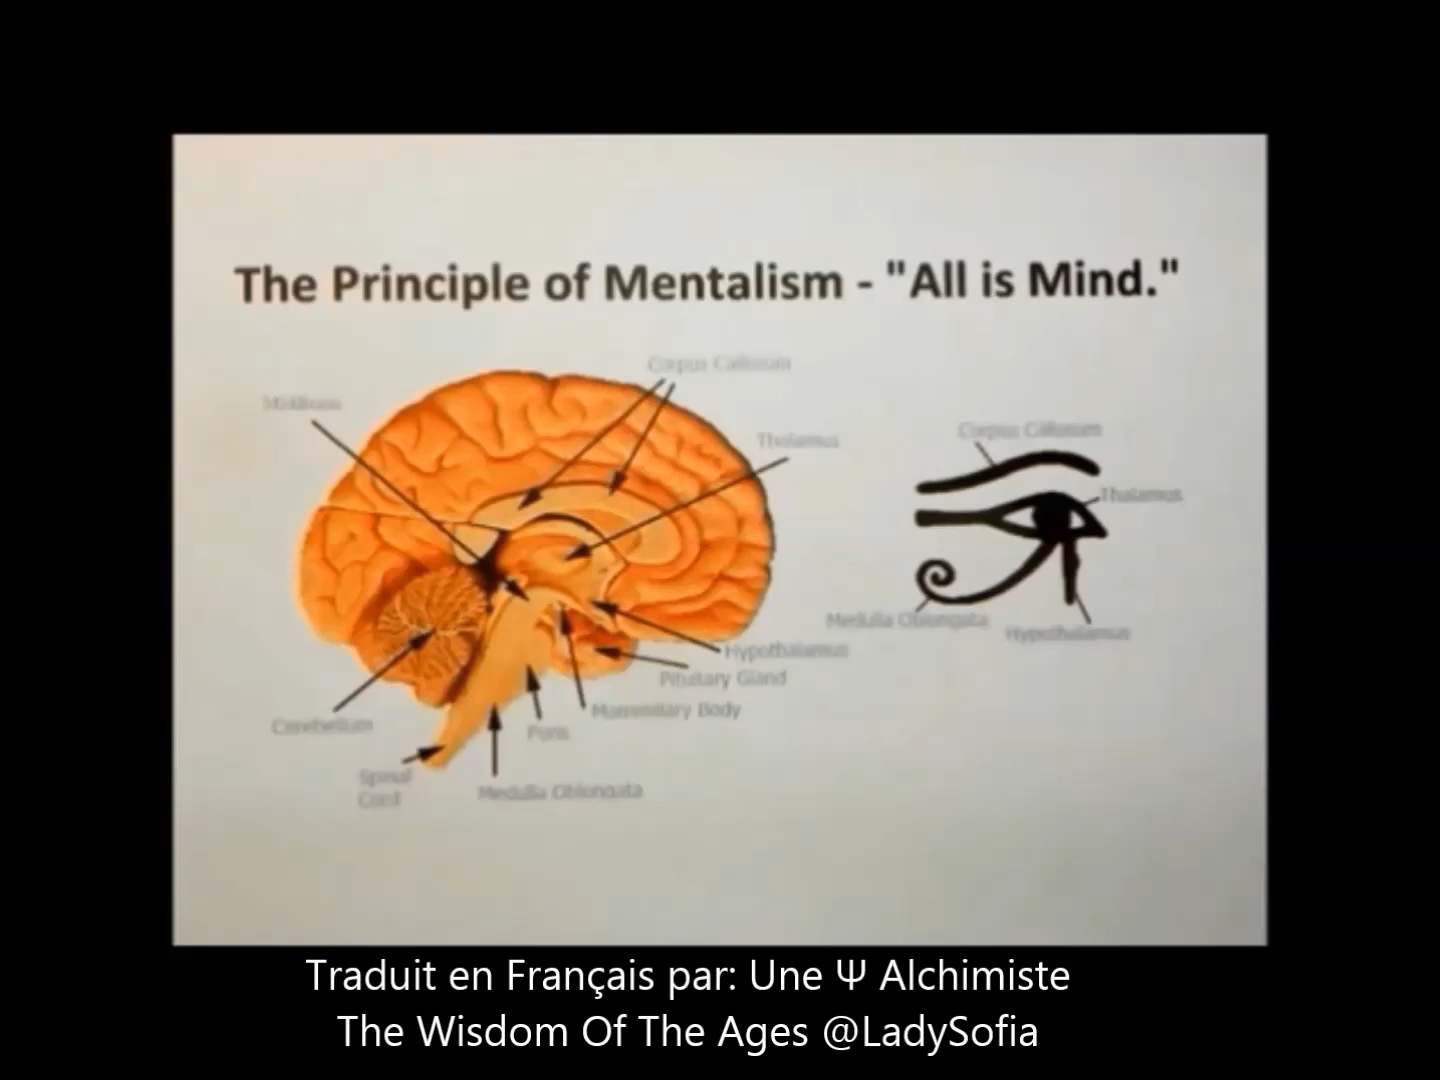 The Principle of Mentalism - "All is Mind."
Corpus Callosum
Thalamus
Corpus Callosum
Thalamus
Medulla Oblongata
Hypothalamus
Hypothalamus
Pituitary Gland
Mammillary Body
Pons
Cerebellum
Spinal
Cord
Medulla Oblongata
Traduit en Français par: Une Ψ Alchimiste
The Wisdom Of The Ages @LadySofia